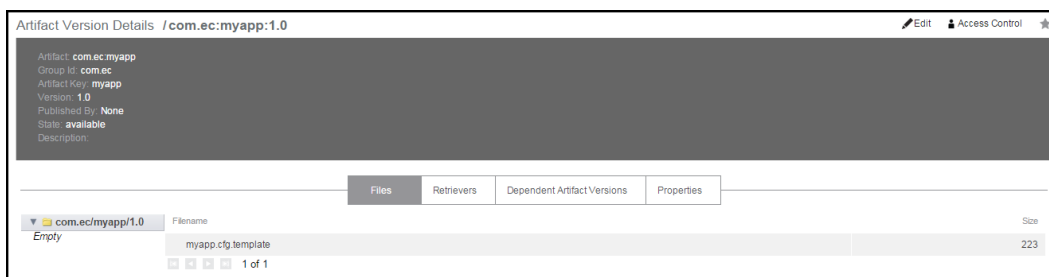 Artifact Version Details / com.ec:myapp:1.0
Edit Access Control
Artifact: com.ec:myapp
Group Id: com.ec
Artifact Key: myapp
Version: 1.0
Published By: None
State: available
Description:
Files Retrievers Dependent Artifact Versions Properties
com.ec/myapp/1.0
Empty
Filename Size
myapp.cfg.template 223
1 of 1